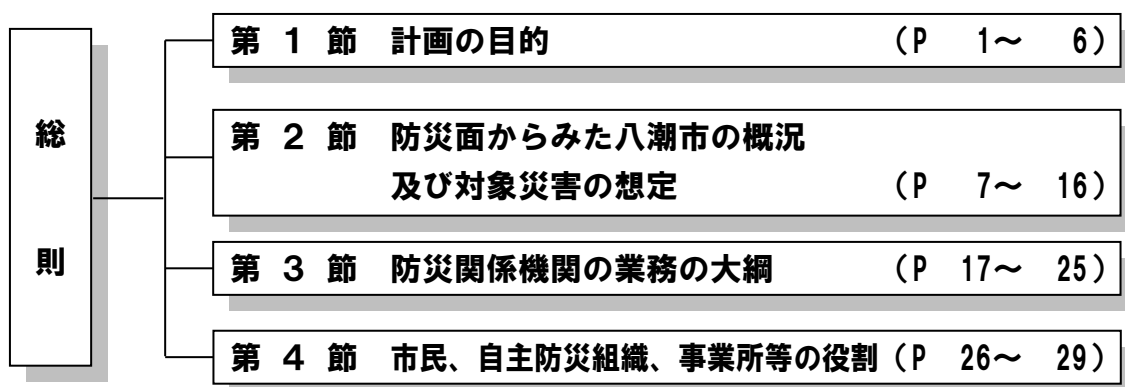 総則
第 1 節 計画の目的 (P 1～ 6)
第 2 節 防災面からみた八潮市の概況
及び対象災害の想定 (P 7～ 16)
第 3 節 防災関係機関の業務の大綱 (P 17～ 25)
第 4 節 市民、自主防災組織、事業所等の役割 (P 26～ 29)